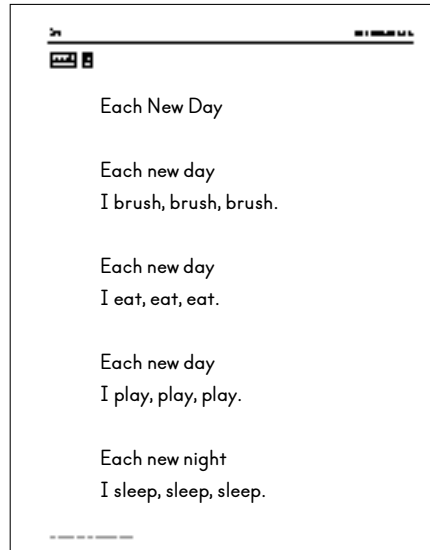 Each New Day
Each new day
I brush, brush, brush.
Each new day
I eat, eat, eat.
Each new day
I play, play, play.
Each new night
I sleep, sleep, sleep.